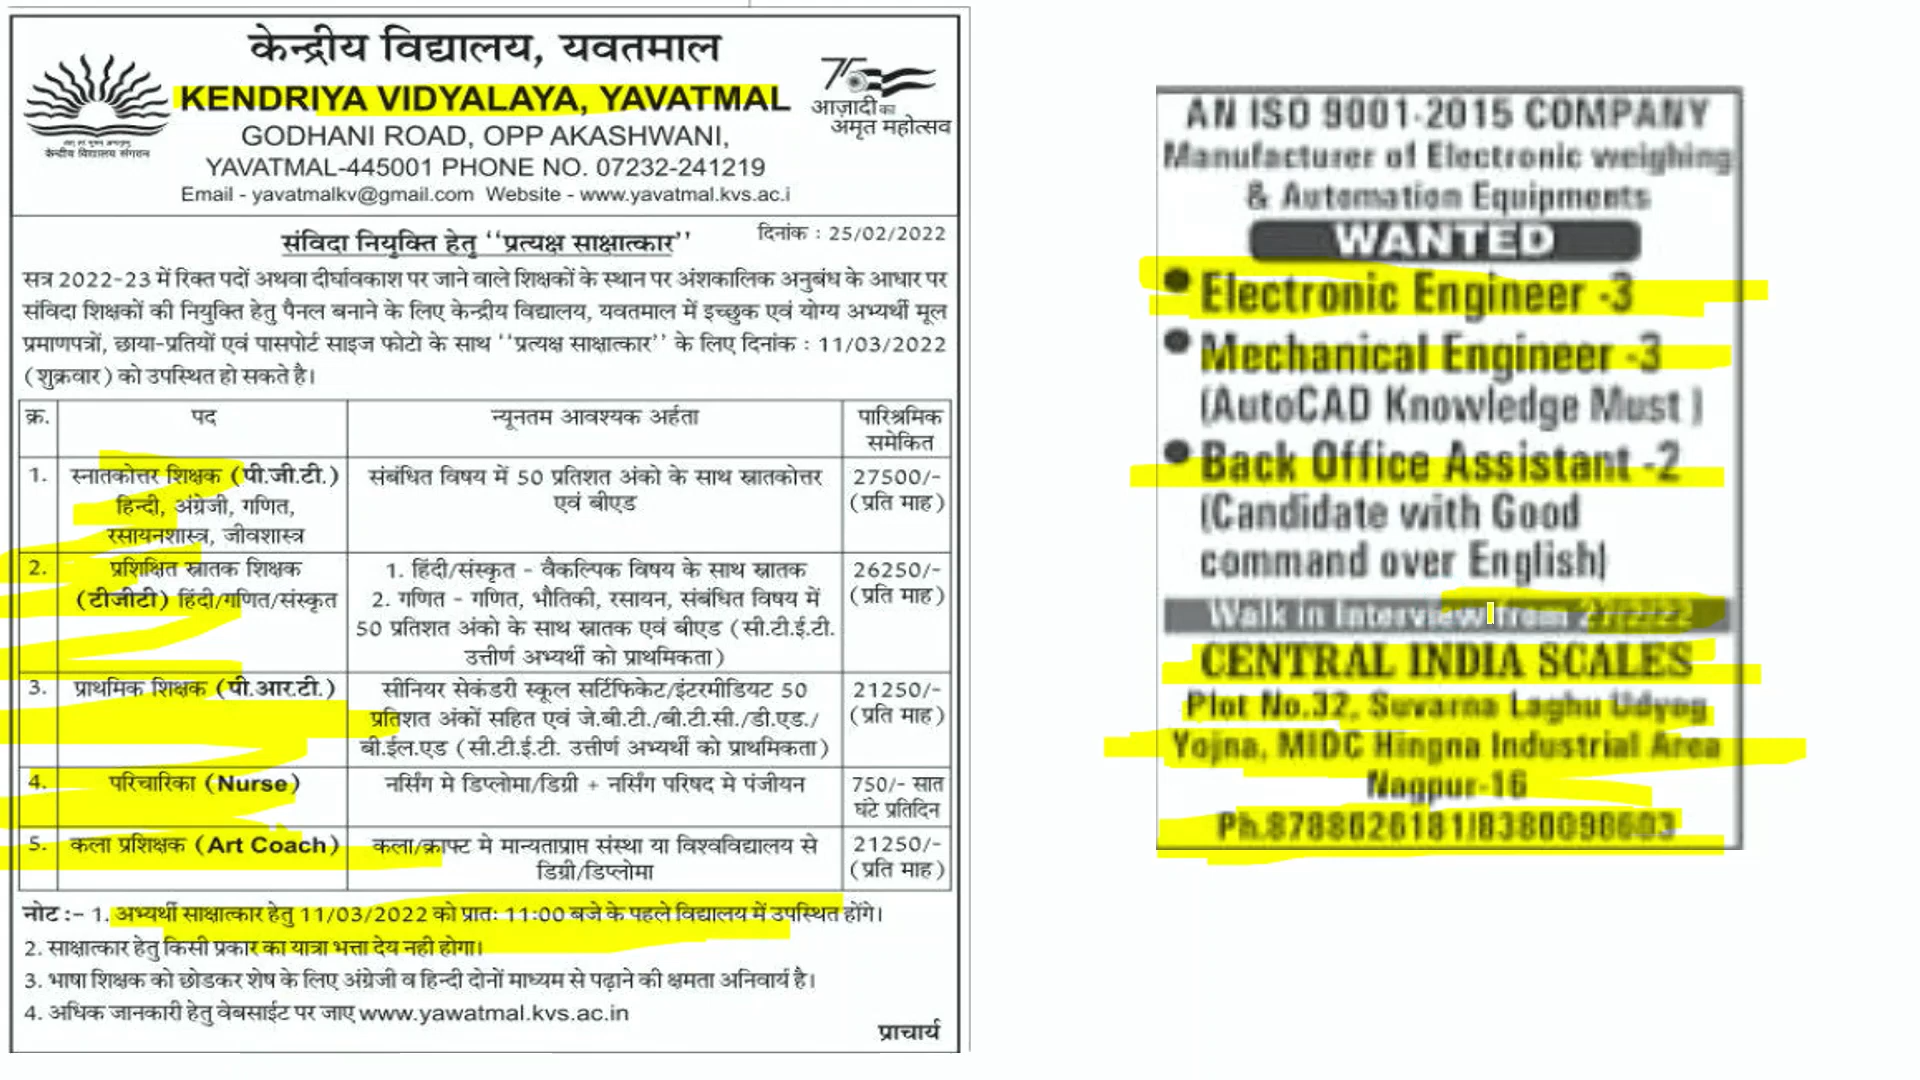 केन्द्रीय विद्यालय, यवतमाल
KENDRIYA VIDYALAYA, YAVATMAL
GODHANI ROAD, OPP AKASHWANI,
YAVATMAL-445001 PHONE NO. 07232-241219
Email - yavatmalkv@gmail.com Website - www.yavatmal.kvs.ac.i
केन्द्रीय विद्यालय संगठन
75
आज़ादी का
अमृत महोत्सव
दिनांक : 25/02/2022
संविदा नियुक्ति हेतु “प्रत्यक्ष साक्षात्कार”
सत्र 2022-23 में रिक्त पदों अथवा दीर्घावकाश पर जाने वाले शिक्षकों के स्थान पर अंशकालिक अनुबंध के आधार पर
संविदा शिक्षकों की नियुक्ति हेतु पैनल बनाने के लिए केन्द्रीय विद्यालय, यवतमाल में इच्छुक एवं योग्य अभ्यर्थी मूल
प्रमाणपत्रों, छाया-प्रतियों एवं पासपोर्ट साइज फोटो के साथ “प्रत्यक्ष साक्षात्कार” के लिए दिनांक : 11/03/2022
(शुक्रवार) को उपस्थित हो सकते है।
क्र. पद न्यूनतम आवश्यक अर्हता पारिश्रमिक
समेकित
1. स्नातकोत्तर शिक्षक (पी.जी.टी.) संबंधित विषय में 50 प्रतिशत अंको के साथ स्नातकोत्तर 27500/-
हिन्दी, अंग्रेजी, गणित, एवं बीएड (प्रति माह)
रसायनशास्त्र, जीवशास्त्र
2. प्रशिक्षित स्नातक शिक्षक 1. हिंदी/संस्कृत - वैकल्पिक विषय के साथ स्नातक 26250/-
(टीजीटी) हिंदी/गणित/संस्कृत 2. गणित - गणित, भौतिकी, रसायन, संबंधित विषय में (प्रति माह)
50 प्रतिशत अंको के साथ स्नातक एवं बीएड (सी.टी.ई.टी.
उत्तीर्ण अभ्यर्थी को प्राथमिकता)
3. प्राथमिक शिक्षक (पी.आर.टी.) सीनियर सेकंडरी स्कूल सर्टिफिकेट/इंटरमीडियट 50 21250/-
प्रतिशत अंकों सहित एवं जे.बी.टी./बी.टी.सी./डी.एड./ (प्रति माह)
बी.ईल.एड (सी.टी.ई.टी. उत्तीर्ण अभ्यर्थी को प्राथमिकता)
4. परिचारिका (Nurse) नर्सिंग मे डिप्लोमा/डिग्री + नर्सिंग परिषद मे पंजीयन 750/- सात
घंटे प्रतिदिन
5. कला प्रशिक्षक (Art Coach) कला/क्राफ्ट मे मान्यताप्राप्त संस्था या विश्वविद्यालय से 21250/-
डिग्री/डिप्लोमा (प्रति माह)
नोट :- 1. अभ्यर्थी साक्षात्कार हेतु 11/03/2022 को प्रातः 11:00 बजे के पहले विद्यालय में उपस्थित होंगे।
2. साक्षात्कार हेतु किसी प्रकार का यात्रा भत्ता देय नही होगा।
3. भाषा शिक्षक को छोडकर शेष के लिए अंग्रेजी व हिन्दी दोनों माध्यम से पढ़ाने की क्षमता अनिवार्य है।
4. अधिक जानकारी हेतु वेबसाईट पर जाए www.yawatmal.kvs.ac.in
प्राचार्य
AN ISO 9001-2015 COMPANY
Manufacturer of Electronic weighing
& Automation Equipments
WANTED
• Electronic Engineer -3
• Mechanical Engineer -3
(AutoCAD Knowledge Must )
• Back Office Assistant -2
(Candidate with Good
command over English)
Walk in Interview from
CENTRAL INDIA SCALES
Plot No.32, Suvarna Laghu Udyog
Yojna, MIDC Hingna Industrial Area
Nagpur-16
Ph.8788626181/8380098603